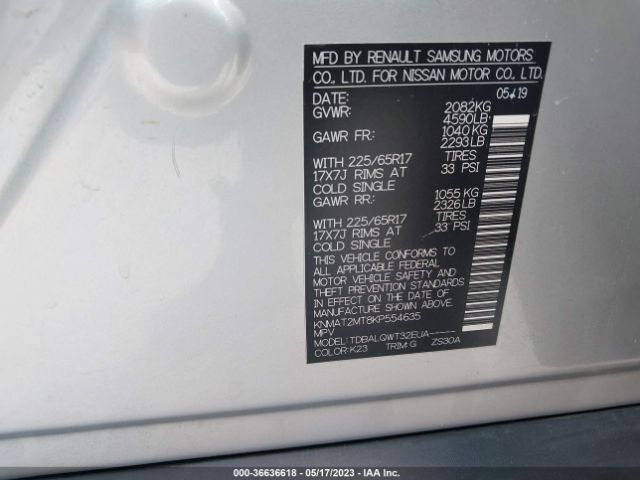 MFD BY RENAULT SAMSUNG MOTORS
CO., LTD. FOR NISSAN MOTOR CO., LTD.
DATE: 05/19
GVWR: 2082KG
4590LB
GAWR FR: 1040 KG
2293 LB
WITH 225/65R17 TIRES
17X7J RIMS AT 33 PSI
COLD SINGLE
GAWR RR: 1055 KG
2326 LB
WITH 225/65R17 TIRES
17X7J RIMS AT 33 PSI
COLD SINGLE
THIS VEHICLE CONFORMS TO
ALL APPLICABLE FEDERAL
MOTOR VEHICLE SAFETY AND
THEFT PREVENTION STANDARDS
IN EFFECT ON THE DATE OF
MANUFACTURE SHOWN ABOVE.
KNMAT2MT8KP554635
MPV
MODEL: TDBALQWT32EUA-----
COLOR: K23 TRIM: G ZS30A
000-36636618 - 05/17/2023 - IAA Inc.